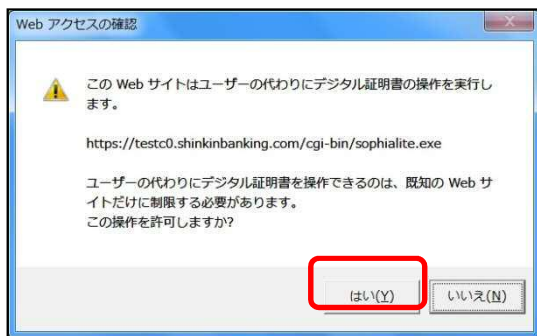 Web アクセスの確認
この Web サイトはユーザーの代わりにデジタル証明書の操作を実行し
ます。
https://testc0.shinkinbanking.com/cgi-bin/sophialite.exe
ユーザーの代わりにデジタル証明書を操作できるのは、既知の Web サ
イトだけに制限する必要があります。
この操作を許可しますか?
はい(Y) いいえ(N)